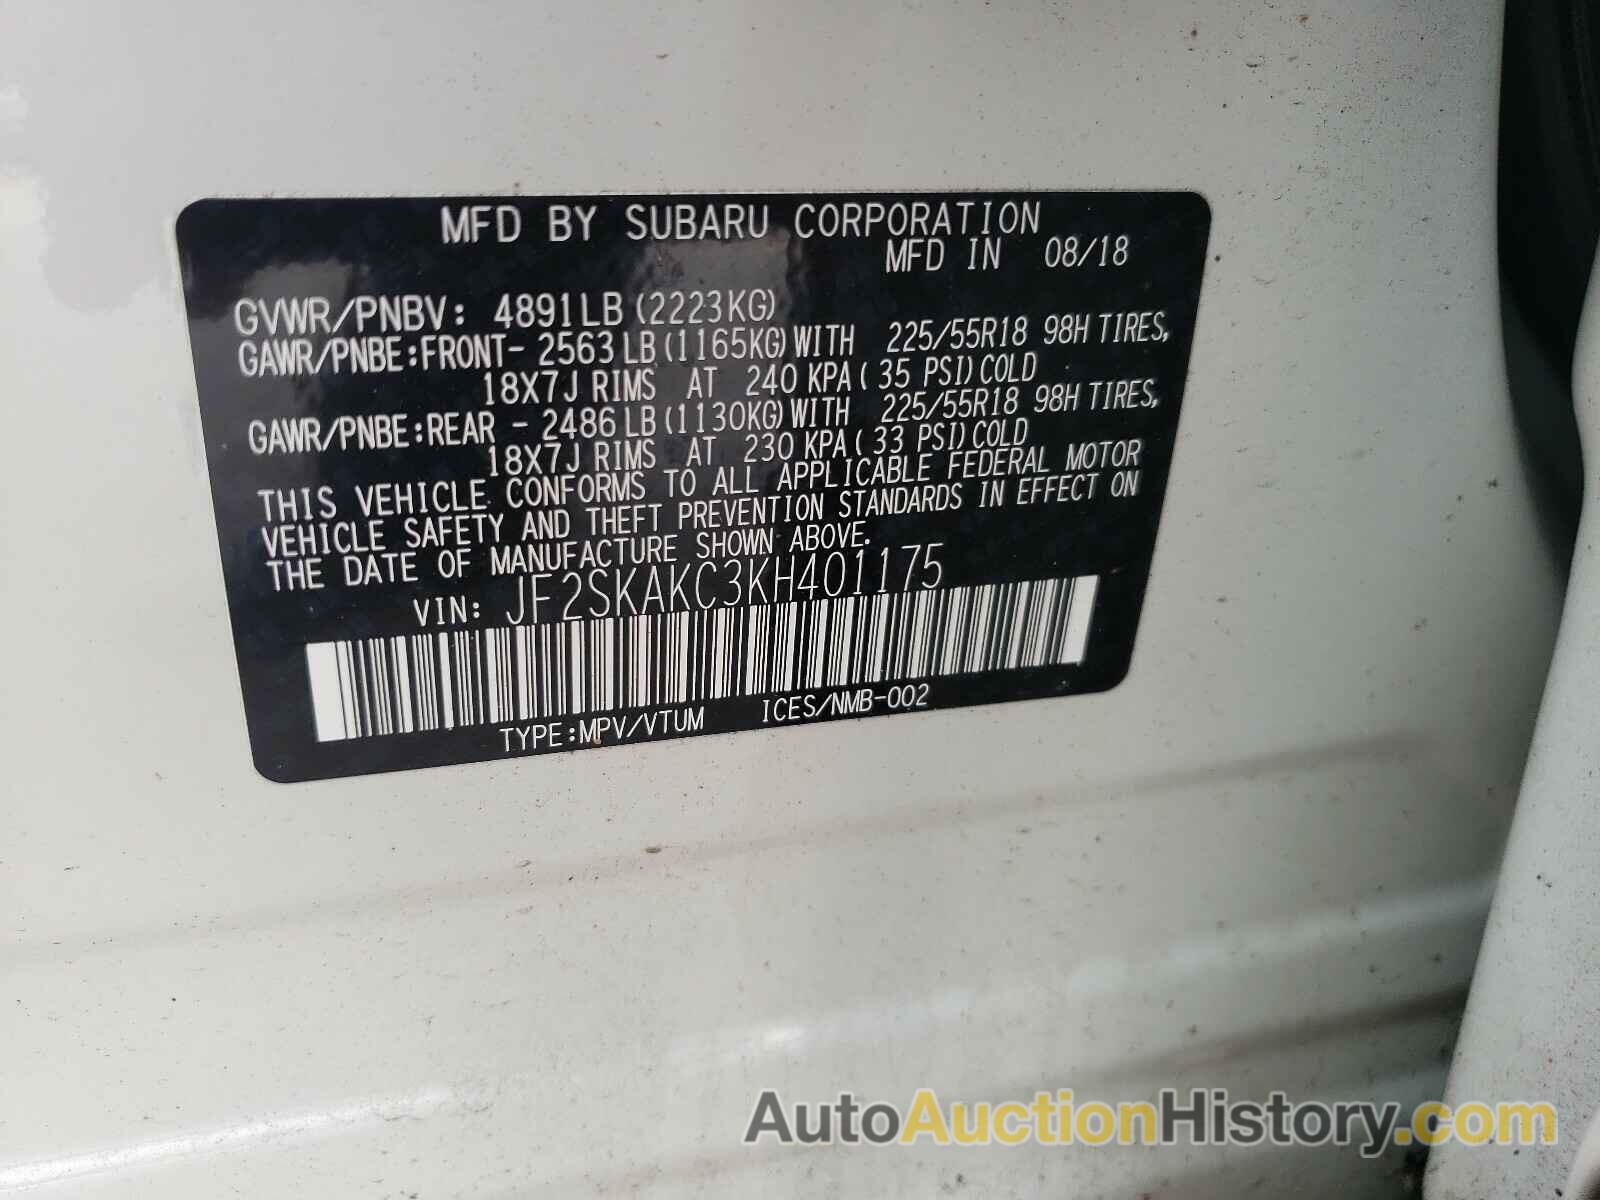 MFD BY SUBARU CORPORATION
MFD IN 08/18
GVWR/PNBV: 4891LB (2223KG)
GAWR/PNBE:FRONT- 2563LB (1165KG)WITH 225/55R18 98H TIRES,
18X7J RIMS AT 240 KPA( 35 PSI)COLD
GAWR/PNBE:REAR - 2486LB (1130KG)WITH 225/55R18 98H TIRES,
18X7J RIMS AT 230 KPA( 33 PSI)COLD
THIS VEHICLE CONFORMS TO ALL APPLICABLE FEDERAL MOTOR
VEHICLE SAFETY AND THEFT PREVENTION STANDARDS IN EFFECT ON
THE DATE OF MANUFACTURE SHOWN ABOVE.
VIN: JF2SKAKC3KH401175
TYPE:MPV/VTUM ICES/NMB-002
AutoAuctionHistory.com